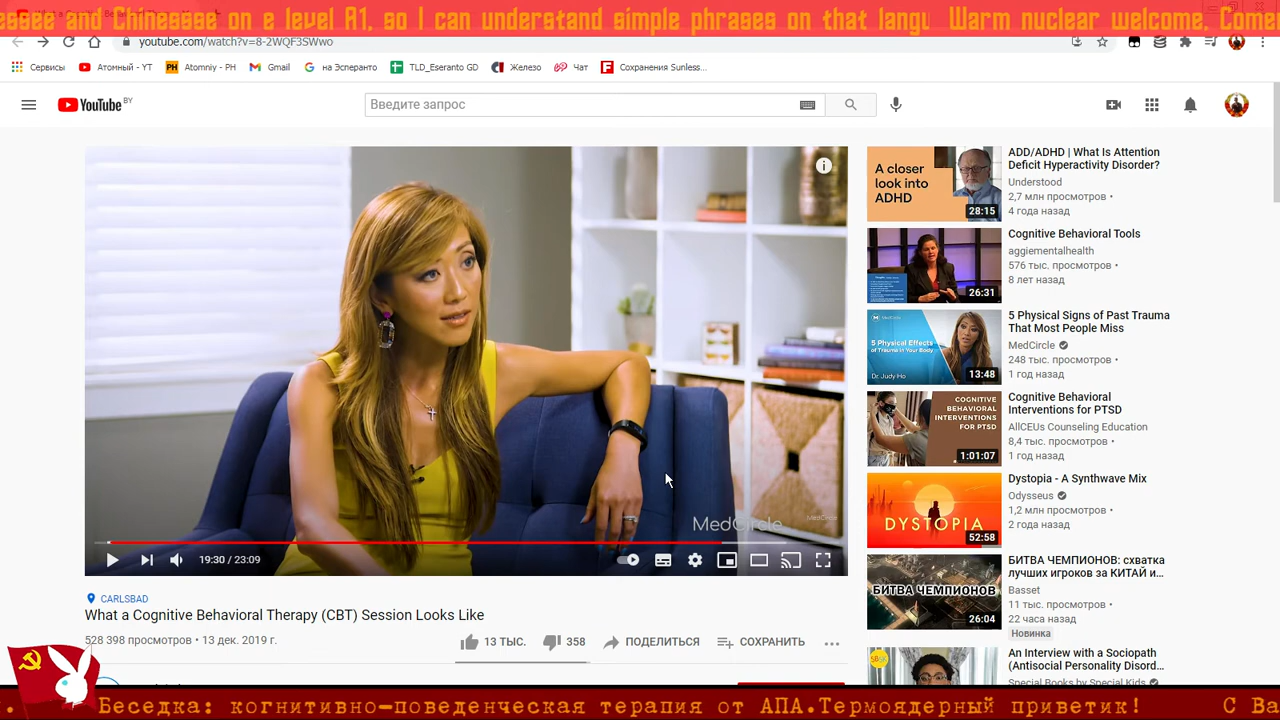 essee and Chinessse on e level A1, so I can understand simple phrases on that langu Warm nuclear welcome, Come
youtube.com/watch?v=8-2WQF3SWwo
Сервисы Атомный - YT Atomniy - PH Gmail на Эсперанто TLD_Eseranto GD Железо Чат Сохранения Sunless...
YouTube BY
Введите запрос
A closer look into ADHD
28:15
ADD/ADHD | What Is Attention
Deficit Hyperactivity Disorder?
Understood
2,7 млн просмотров •
4 года назад
26:31
Cognitive Behavioral Tools
aggiementalhealth
576 тыс. просмотров •
8 лет назад
MedCircle
5 Physical Effects
of Trauma in Your Body
Dr. Judy Ho
13:48
5 Physical Signs of Past Trauma
That Most People Miss
MedCircle
248 тыс. просмотров •
1 год назад
COGNITIVE
BEHAVIORAL
INTERVENTIONS
FOR PTSD
1:01:07
Cognitive Behavioral
Interventions for PTSD
AllCEUs Counseling Education
8,4 тыс. просмотров •
1 год назад
DYSTOPIA
52:58
Dystopia - A Synthwave Mix
Odysseus
1,2 млн просмотров •
2 года назад
БИТВА ЧЕМПИОНОВ
26:04
БИТВА ЧЕМПИОНОВ: схватка
лучших игроков за КИТАЙ и...
Basset
11 тыс. просмотров •
22 часа назад
Новинка
An Interview with a Sociopath
(Antisocial Personality Disord...
Special Books by Special Kids
MedCircle
19:30 / 23:09
CARLSBAD
What a Cognitive Behavioral Therapy (CBT) Session Looks Like
528 398 просмотров • 13 дек. 2019 г.
13 ТЫС. 358 ПОДЕЛИТЬСЯ СОХРАНИТЬ
Беседка: когнитивно-поведенческая терапия от АПА.Термоядерный приветик! С Ва